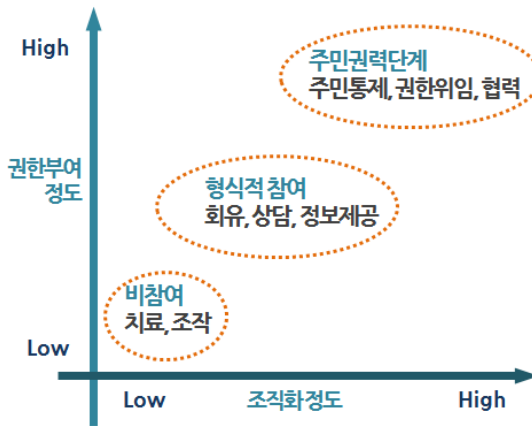 High
주민권력단계
주민통제, 권한위임, 협력
권한부여
정도
형식적 참여
회유, 상담, 정보제공
비참여
치료, 조작
Low
Low
조직화정도
High